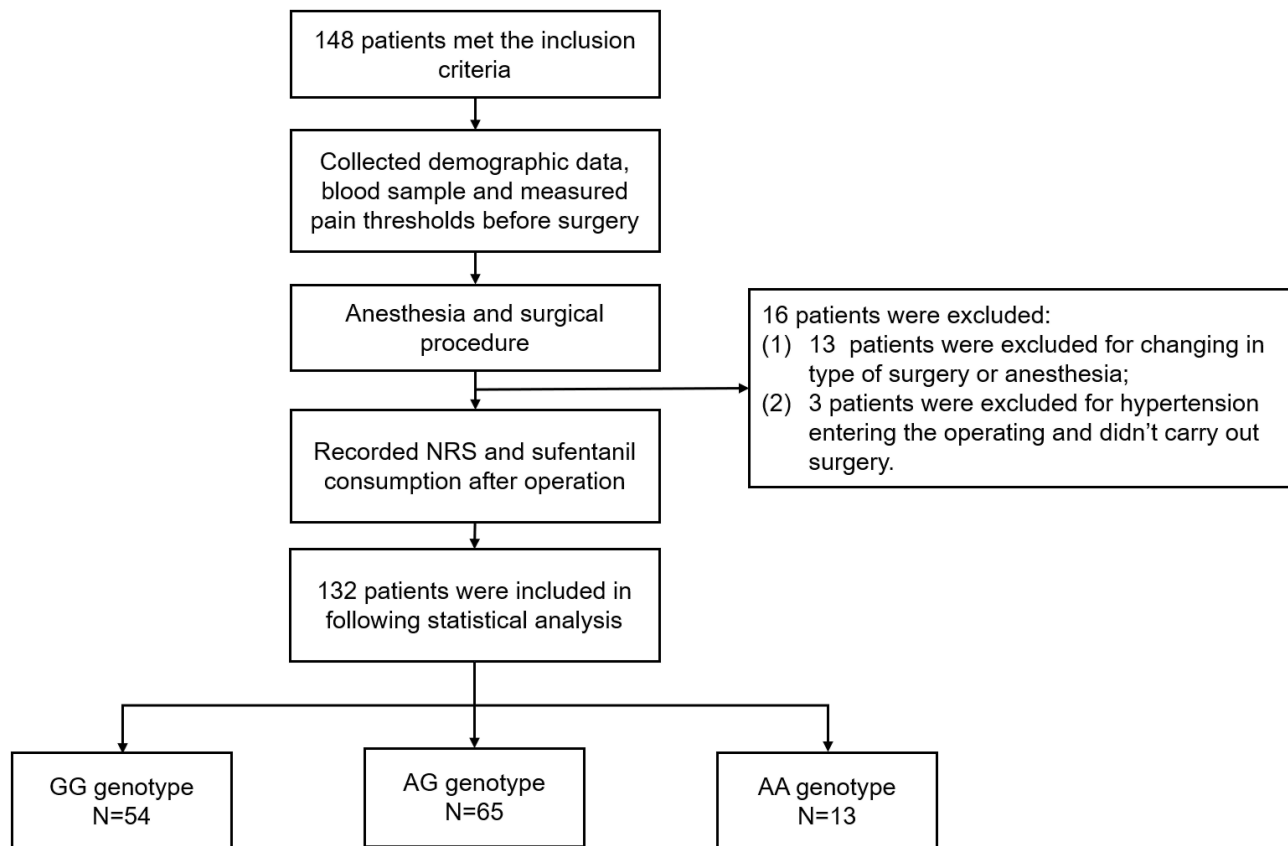 148 patients met the inclusion
criteria
Collected demographic data,
blood sample and measured
pain thresholds before surgery
Anesthesia and surgical
procedure
16 patients were excluded:
(1) 13 patients were excluded for changing in
type of surgery or anesthesia;
(2) 3 patients were excluded for hypertension
entering the operating and didn’t carry out
surgery.
Recorded NRS and sufentanil
consumption after operation
132 patients were included in
following statistical analysis
GG genotype
N=54
AG genotype
N=65
AA genotype
N=13